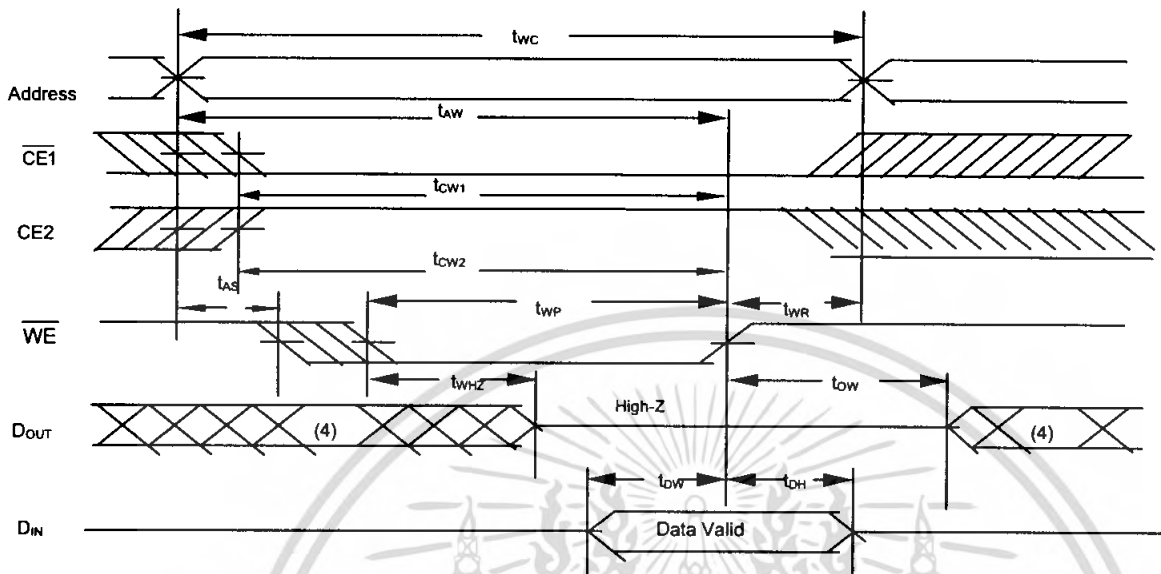 tWC
Address
tAW
CE1
tCW1
CE2
tCW2
tAS
tWP
tWR
WE
tWHZ
tOW
High-Z
DOUT
(4)
(4)
tDW
tDH
DIN
Data Valid